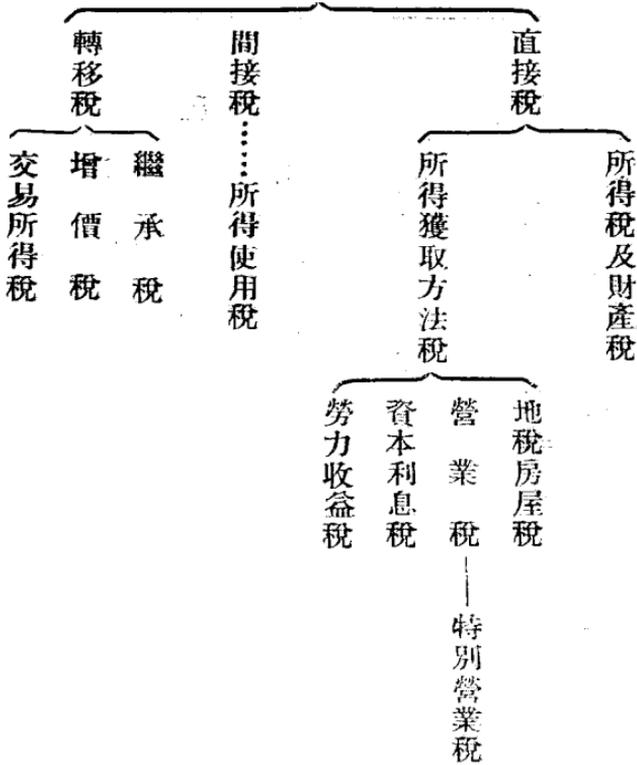 直接稅
所得稅及財產稅
所得獲取方法稅
地稅房屋稅
營業稅——特別營業稅
資本利息稅
勞力收益稅
間接稅……所得使用稅
轉移稅
繼承稅
增價稅
交易所得稅